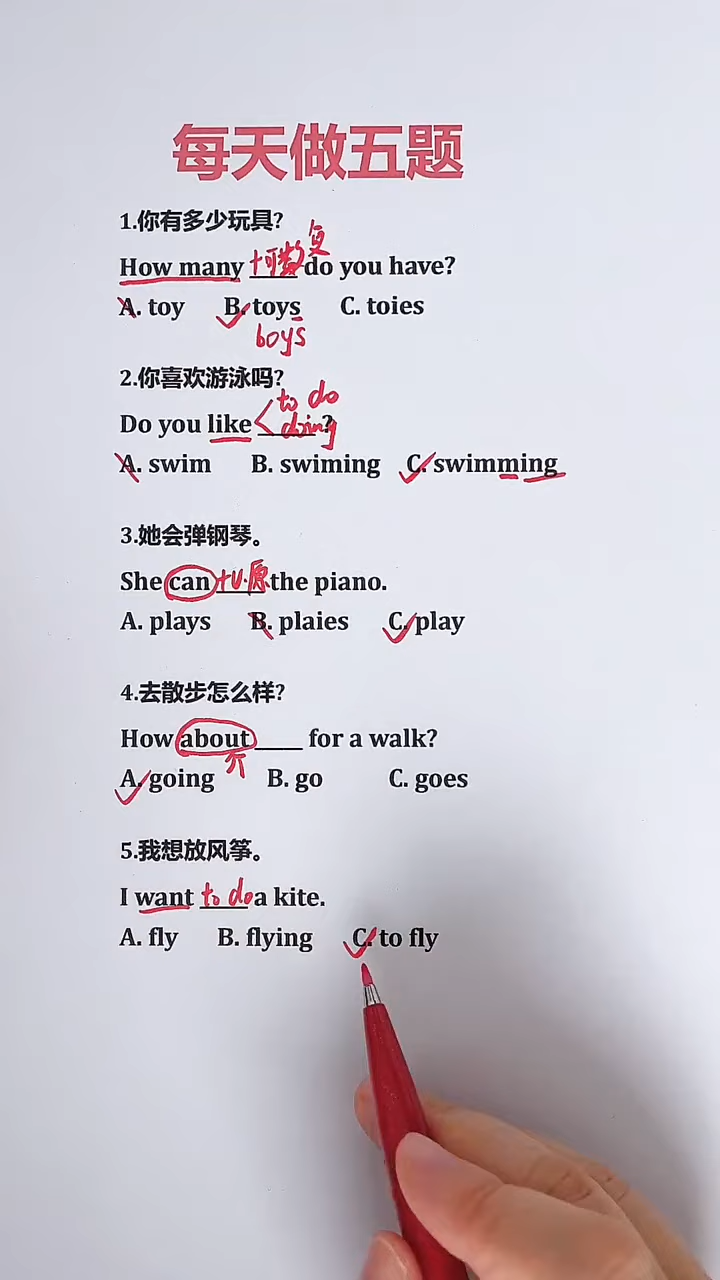 每天做五题
1.你有多少玩具?
复
How many +可数 do you have?
A. toy B. toys C. toies
boys
2.你喜欢游泳吗?
to do
Do you like doing ?
A. swim B. swiming C. swimming
3.她会弹钢琴。
She can +v.原 the piano.
A. plays B. plaies C. play
4.去散步怎么样?
How about ____ for a walk?
介
A. going B. go C. goes
5.我想放风筝。
I want to do a kite.
A. fly B. flying C. to fly